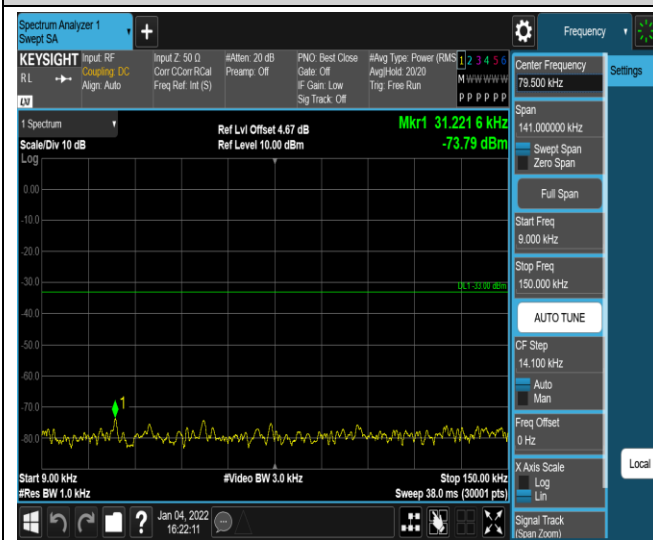 Spectrum Analyzer 1
Swept SA
+
Frequency
KEYSIGHT
RL
LXI
Input: RF
Coupling: DC
Align: Auto
Input Z: 50 Ω
Corr CCorr RCal
Freq Ref: Int (S)
#Atten: 20 dB
Preamp: Off
PNO: Best Close
Gate: Off
IF Gain: Low
Sig Track: Off
#Avg Type: Power (RMS
Avg|Hold: 20/20
Trig: Free Run
1 2 3 4 5 6
M W W W W W
P P P P P P
1 Spectrum
Scale/Div 10 dB
Log
Ref Lvl Offset 4.67 dB
Ref Level 10.00 dBm
Mkr1 31.221 6 kHz
-73.79 dBm
0.00
-10.0
-20.0
-30.0
-40.0
-50.0
-60.0
-70.0
-80.0
DL1 -33.00 dBm
1
Start 9.00 kHz
#Res BW 1.0 kHz
#Video BW 3.0 kHz
Stop 150.00 kHz
Sweep 38.0 ms (30001 pts)
?
Jan 04, 2022
16:22:11
Center Frequency
79.500 kHz
Span
141.000000 kHz
Swept Span
Zero Span
Full Span
Start Freq
9.000 kHz
Stop Freq
150.000 kHz
AUTO TUNE
CF Step
14.100 kHz
Auto
Man
Freq Offset
0 Hz
X Axis Scale
Log
Lin
Signal Track
(Span Zoom)
Settings
Local